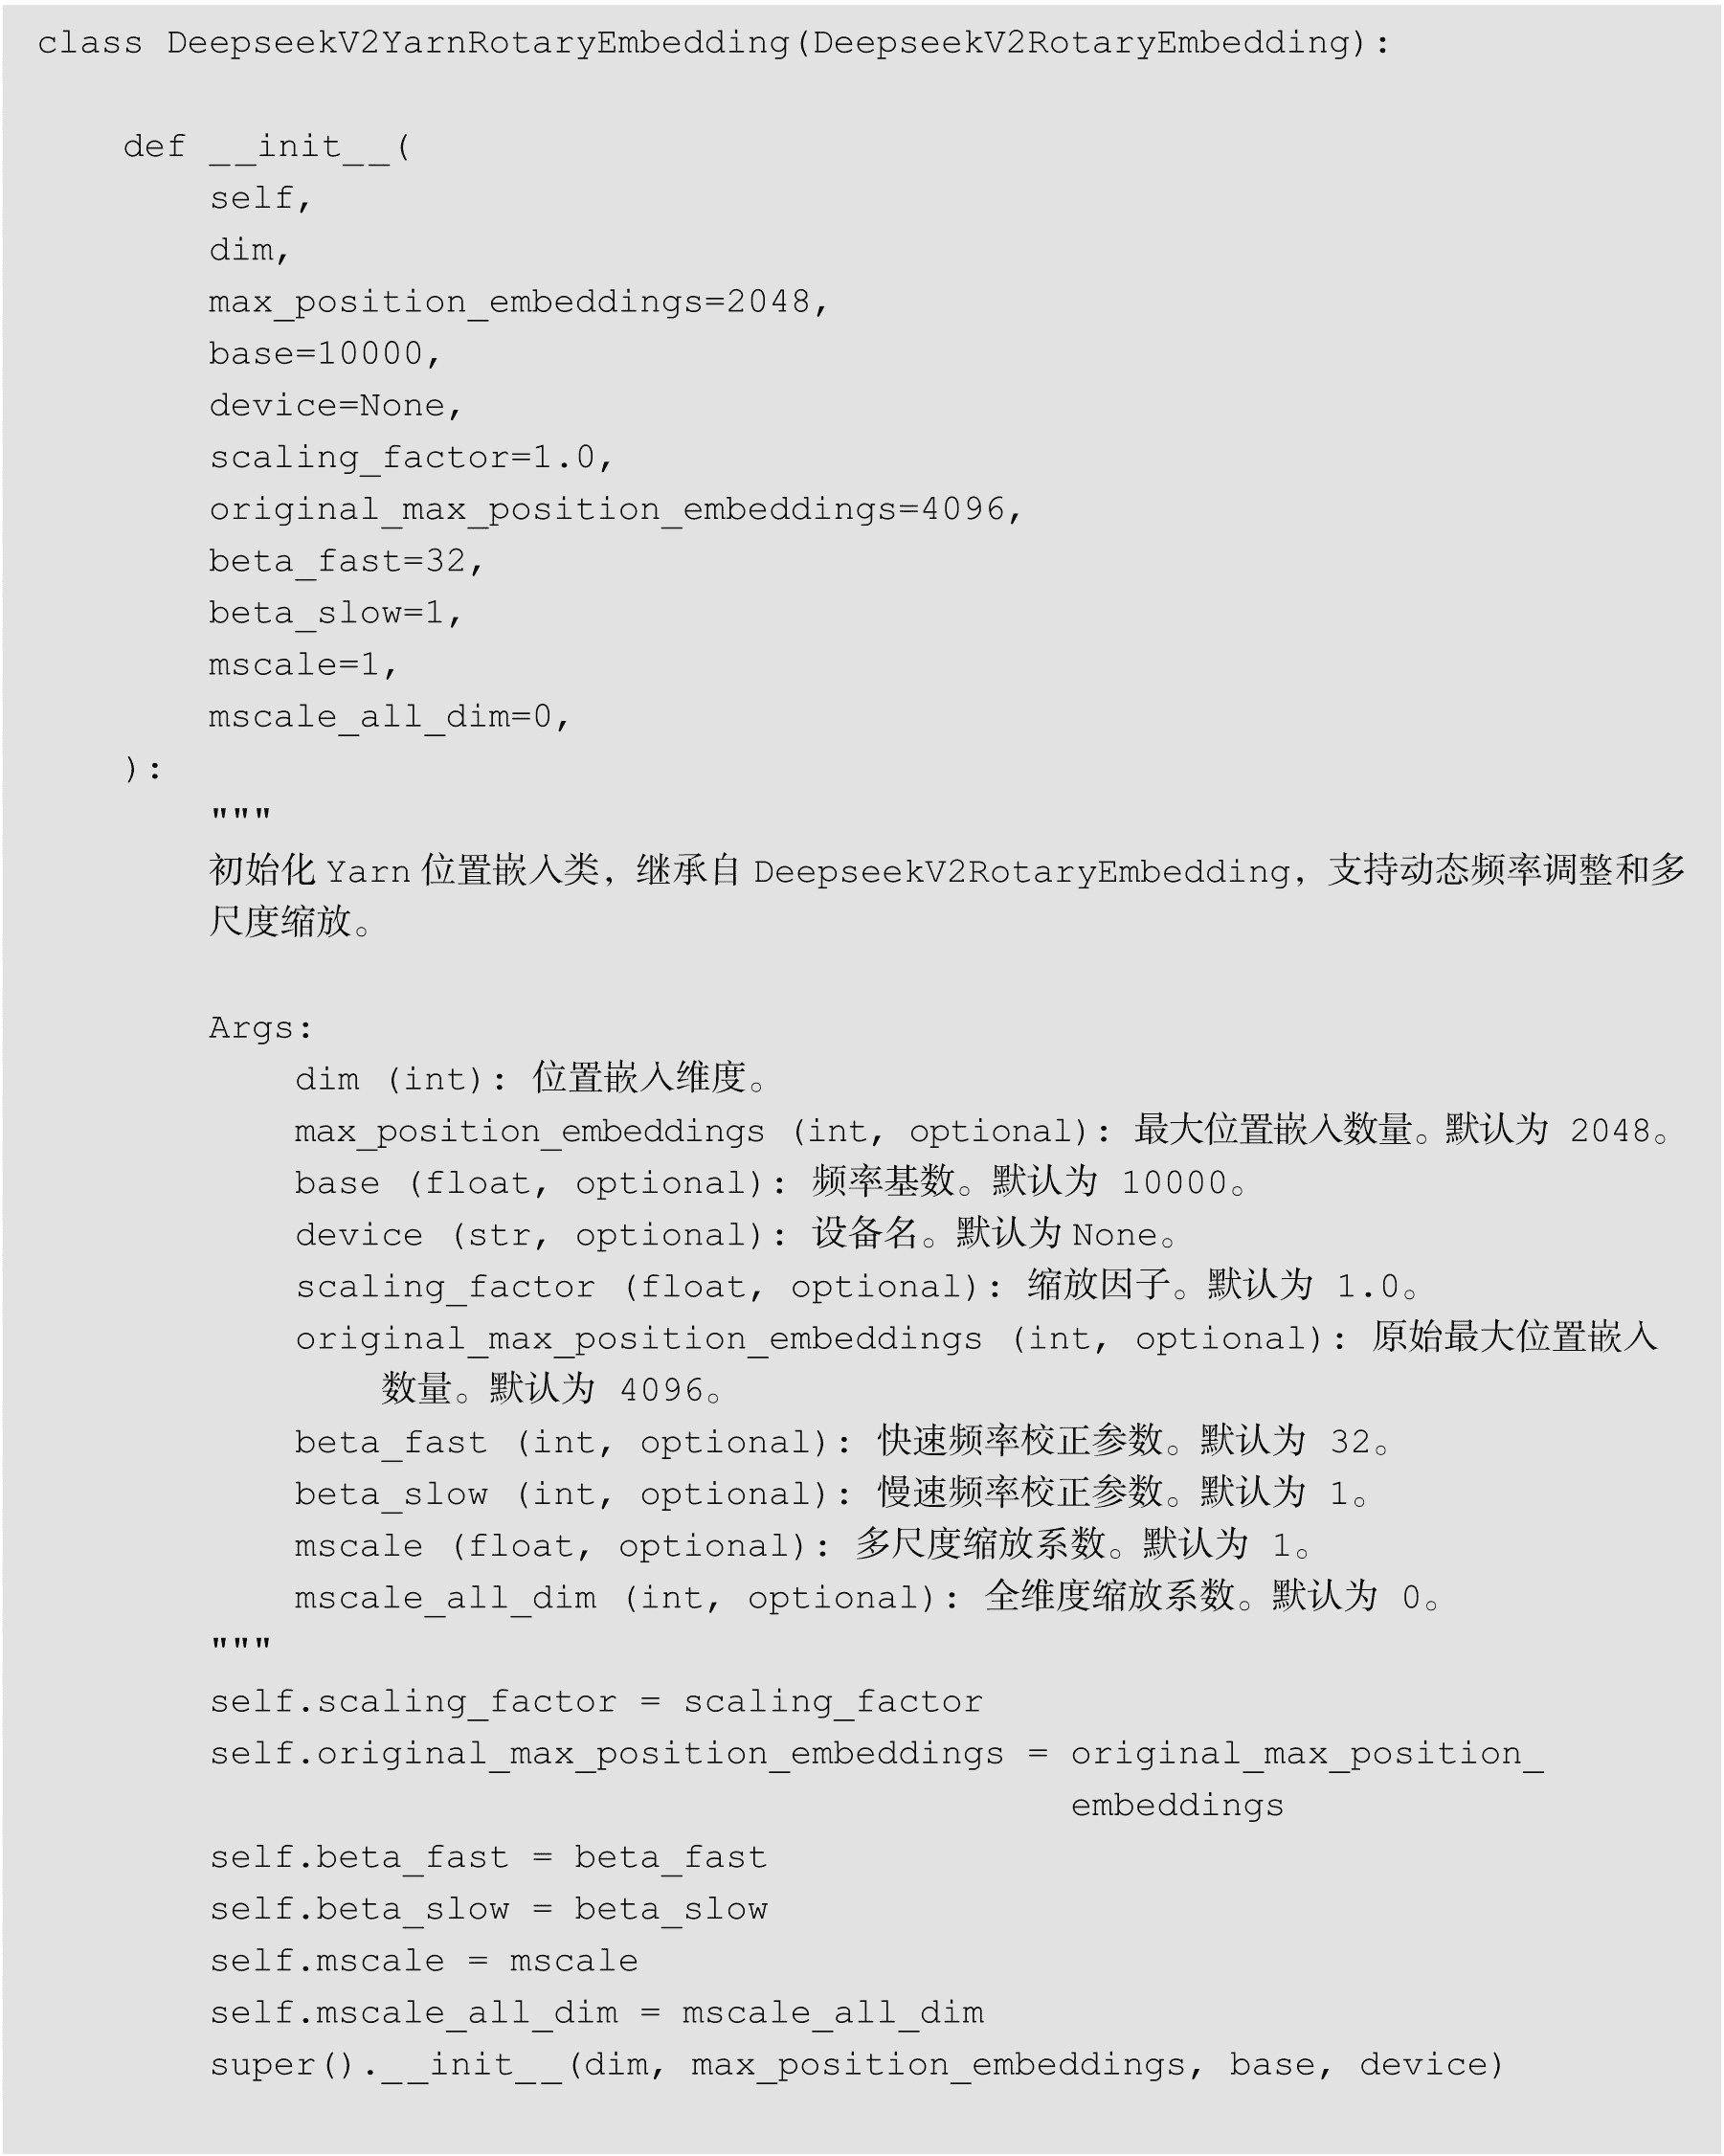 class DeepseekV2YarnRotaryEmbedding(DeepseekV2RotaryEmbedding):
    def __init__(
        self,
        dim,
        max_position_embeddings=2048,
        base=10000,
        device=None,
        scaling_factor=1.0,
        original_max_position_embeddings=4096,
        beta_fast=32,
        beta_slow=1,
        mscale=1,
        mscale_all_dim=0,
    ):
        """
        初始化 Yarn 位置嵌入类，继承自 DeepseekV2RotaryEmbedding，支持动态频率调整和多
        尺度缩放。
        Args:
            dim (int): 位置嵌入维度。
            max_position_embeddings (int, optional): 最大位置嵌入数量。默认为 2048。
            base (float, optional): 频率基数。默认为 10000。
            device (str, optional): 设备名。默认为 None。
            scaling_factor (float, optional): 缩放因子。默认为 1.0。
            original_max_position_embeddings (int, optional): 原始最大位置嵌入
                数量。默认为 4096。
            beta_fast (int, optional): 快速频率校正参数。默认为 32。
            beta_slow (int, optional): 慢速频率校正参数。默认为 1。
            mscale (float, optional): 多尺度缩放系数。默认为 1。
            mscale_all_dim (int, optional): 全维度缩放系数。默认为 0。
        """
        self.scaling_factor = scaling_factor
        self.original_max_position_embeddings = original_max_position_
                                                embeddings
        self.beta_fast = beta_fast
        self.beta_slow = beta_slow
        self.mscale = mscale
        self.mscale_all_dim = mscale_all_dim
        super().__init__(dim, max_position_embeddings, base, device)